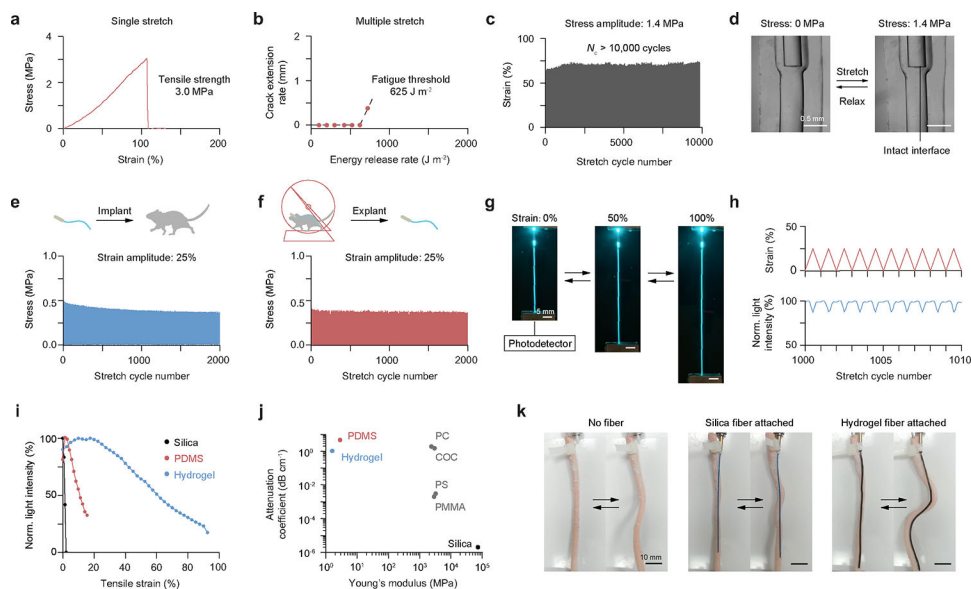 a
Single stretch
Stress (MPa)
4
2
0
Tensile strength
3.0 MPa
0
100
200
Strain (%)
b
Multiple stretch
Crack extension
rate (mm)
2
1
0
Fatigue threshold
625 J m-2
0
1000
2000
Energy release rate (J m-2)
c
Stress amplitude: 1.4 MPa
Nc > 10,000 cycles
Strain (%)
100
75
50
25
0
0
5000
10000
Stretch cycle number
d
Stress: 0 MPa
Stress: 1.4 MPa
Stretch
Relax
0.5 mm
Intact interface
e
Implant
Strain amplitude: 25%
Stress (MPa)
1.0
0.5
0.0
0
1000
2000
Stretch cycle number
f
Explant
Strain amplitude: 25%
Stress (MPa)
1.0
0.5
0.0
0
1000
2000
Stretch cycle number
g
Strain: 0%
50%
100%
5 mm
Photodetector
h
Strain (%)
50
0
Norm. light
intensity (%)
100
50
1000
1005
1010
Stretch cycle number
i
Norm. light intensity (%)
100
75
50
25
0
Silica
PDMS
Hydrogel
0
20
40
60
80
100
Tensile strain (%)
j
Attenuation
coefficient (dB cm-1)
100
10-2
10-4
10-6
PDMS
Hydrogel
PC
COC
PS
PMMA
Silica
100
101
102
103
104
105
Young's modulus (MPa)
k
No fiber
Silica fiber attached
Hydrogel fiber attached
10 mm